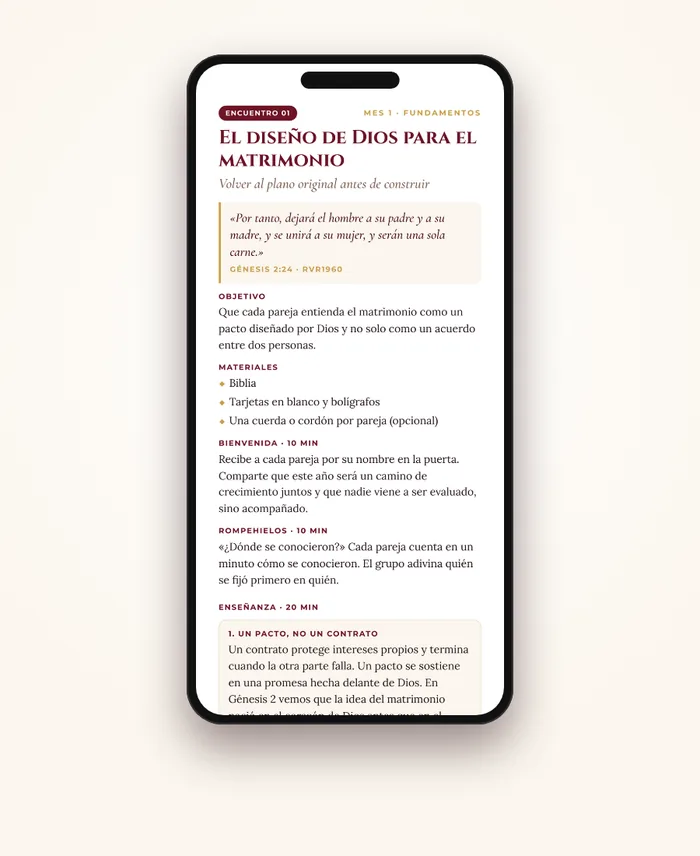 ENCUENTRO 01
MES 1 · FUNDAMENTOS
El diseño de Dios para el
matrimonio
Volver al plano original antes de construir
«Por tanto, dejará el hombre a su padre y a su
madre, y se unirá a su mujer, y serán una sola
carne.»
GÉNESIS 2:24 · RVR1960
OBJETIVO
Que cada pareja entienda el matrimonio como un
pacto diseñado por Dios y no solo como un acuerdo
entre dos personas.
MATERIALES
◆ Biblia
◆ Tarjetas en blanco y bolígrafos
◆ Una cuerda o cordón por pareja (opcional)
BIENVENIDA · 10 MIN
Recibe a cada pareja por su nombre en la puerta.
Comparte que este año será un camino de
crecimiento juntos y que nadie viene a ser evaluado,
sino acompañado.
ROMPEHIELOS · 10 MIN
«¿Dónde se conocieron?» Cada pareja cuenta en un
minuto cómo se conocieron. El grupo adivina quién
se fijó primero en quién.
ENSEÑANZA · 20 MIN
1. UN PACTO, NO UN CONTRATO
Un contrato protege intereses propios y termina
cuando la otra parte falla. Un pacto se sostiene
en una promesa hecha delante de Dios. En
Génesis 2 vemos que la idea del matrimonio